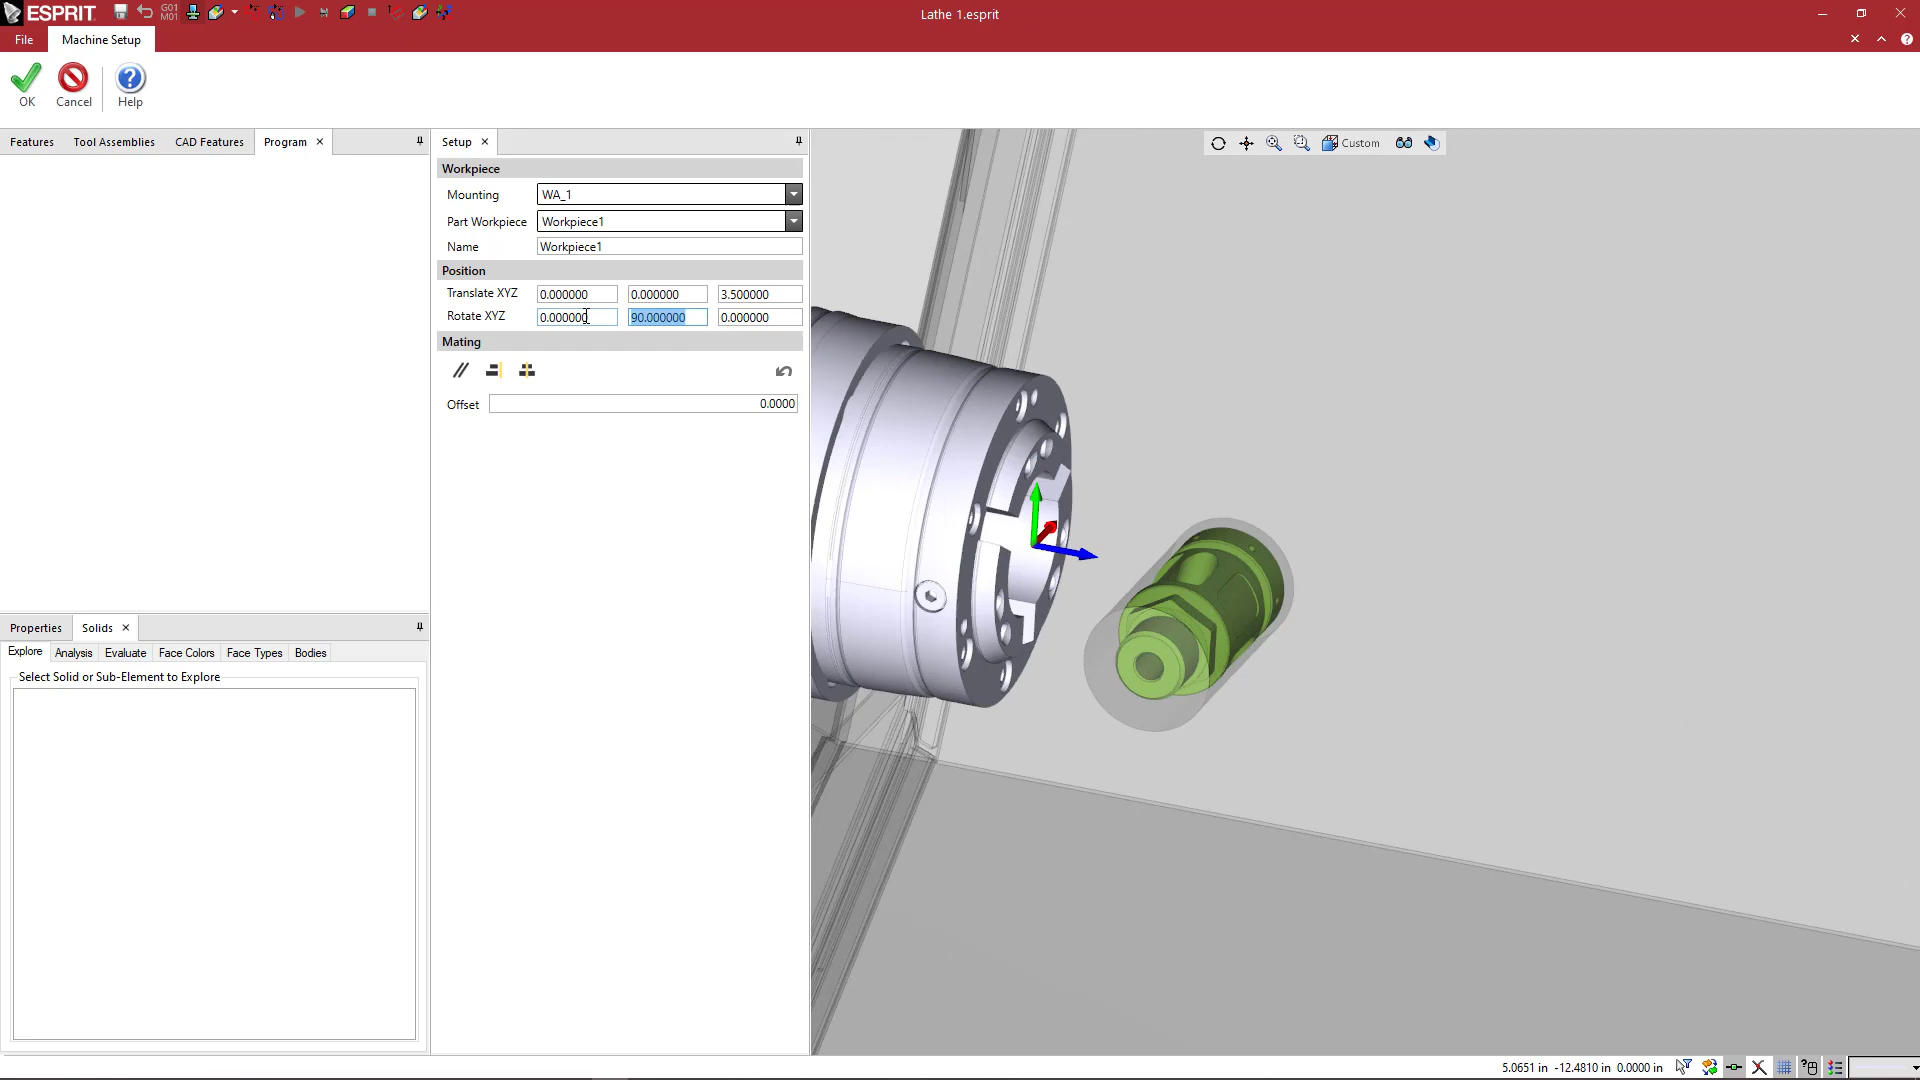 ESPRIT
G01
M01
Lathe 1.esprit
File
Machine Setup
OK
Cancel
Help
Features
Tool Assemblies
CAD Features
Program
Setup
Custom
Workpiece
Mounting
WA_1
Part Workpiece
Workpiece1
Name
Workpiece1
Position
Translate XYZ
0.000000
0.000000
3.500000
Rotate XYZ
0.000000
90.000000
0.000000
Mating
Offset
0.0000
Properties
Solids
Explore
Analysis
Evaluate
Face Colors
Face Types
Bodies
Select Solid or Sub-Element to Explore
5.0651 in -12.4810 in 0.0000 in